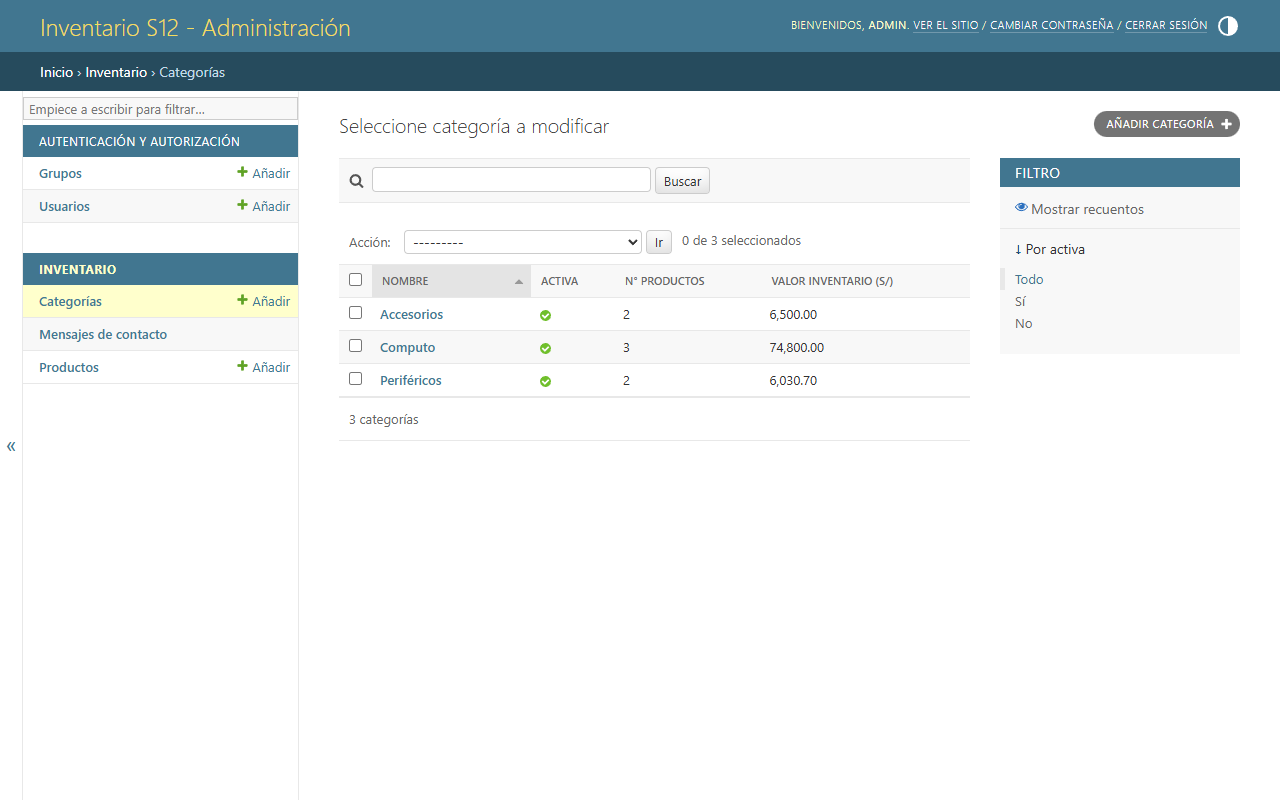 Inventario S12 - Administración
BIENVENIDOS, ADMIN. VER EL SITIO / CAMBIAR CONTRASEÑA / CERRAR SESIÓN
Inicio › Inventario › Categorías
Empiece a escribir para filtrar...
AUTENTICACIÓN Y AUTORIZACIÓN
Grupos Añadir
Usuarios Añadir
INVENTARIO
Categorías Añadir
Mensajes de contacto
Productos Añadir
«
Seleccione categoría a modificar
AÑADIR CATEGORÍA
Buscar
Acción: --------- Ir 0 de 3 seleccionados
NOMBRE ACTIVA N° PRODUCTOS VALOR INVENTARIO (S/)
Accesorios 2 6,500.00
Computo 3 74,800.00
Periféricos 2 6,030.70
3 categorías
FILTRO
Mostrar recuentos
↓ Por activa
Todo
Sí
No